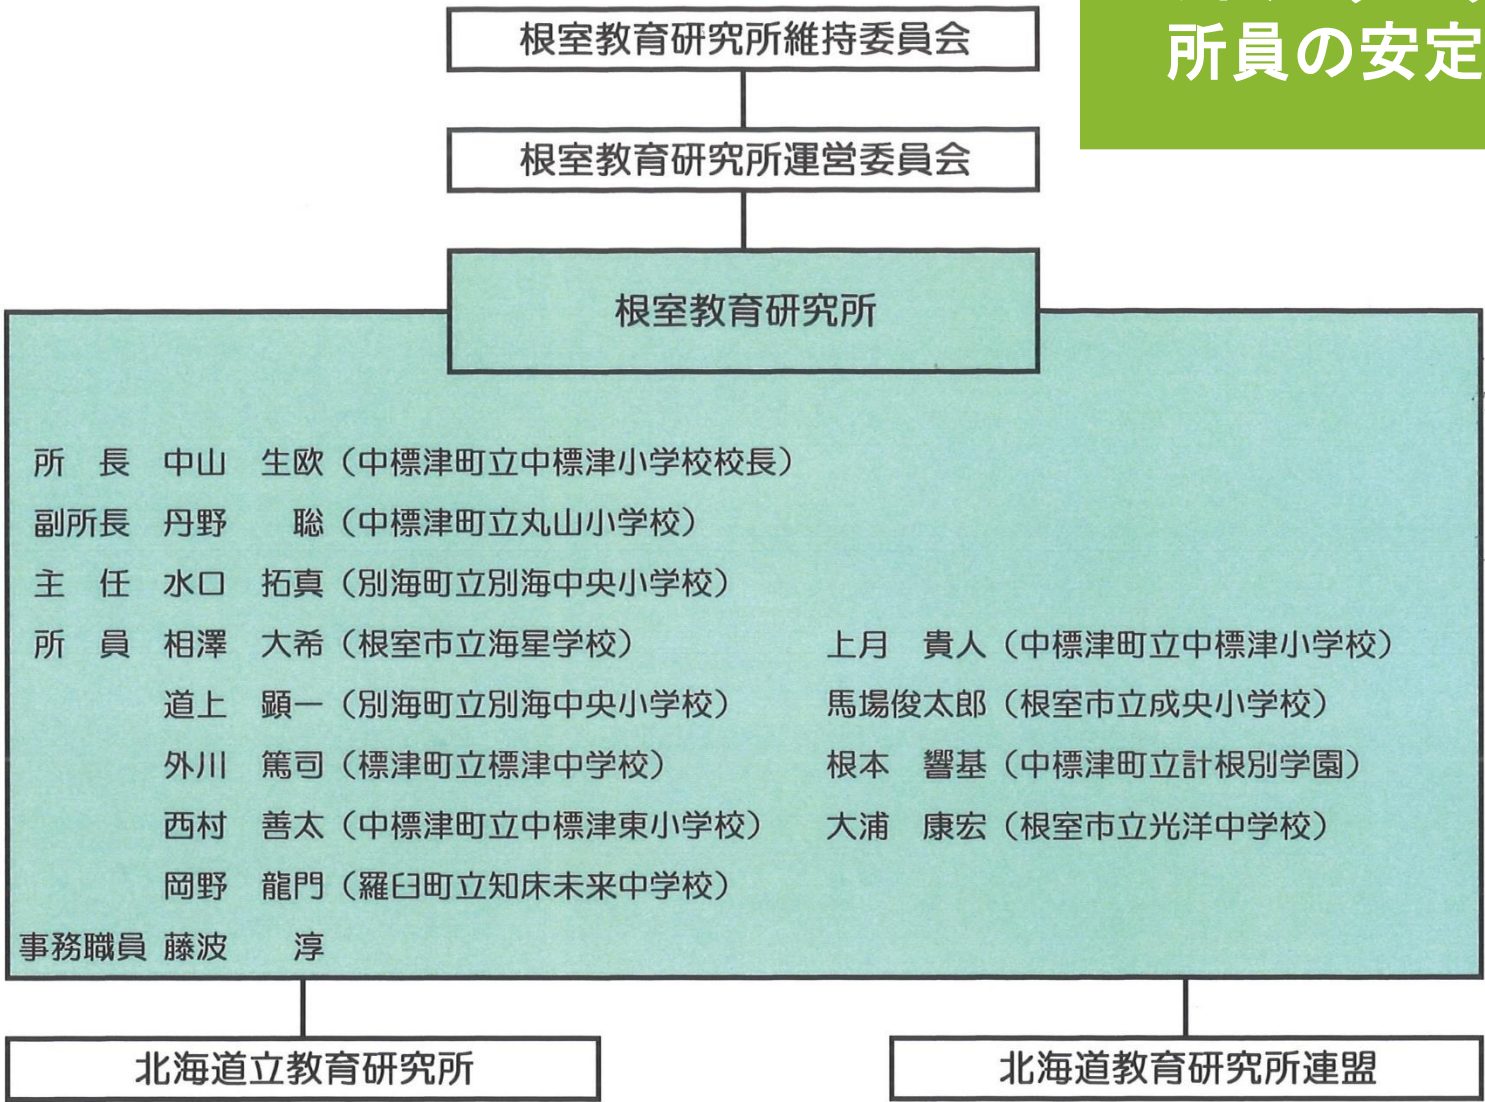 根室教育研究所維持委員会
所員の安定
根室教育研究所運営委員会
根室教育研究所
所　長　中山　生欧（中標津町立中標津小学校校長）
副所長　丹野　　聡（中標津町立丸山小学校）
主　任　水口　拓真（別海町立別海中央小学校）
所　員　相澤　大希（根室市立海星学校）　上月　貴人（中標津町立中標津小学校）
道上　顕一（別海町立別海中央小学校）　馬場俊太郎（根室市立成央小学校）
外川　篤司（標津町立標津中学校）　根本　響基（中標津町立計根別学園）
西村　善太（中標津町立中標津東小学校）　大浦　康宏（根室市立光洋中学校）
岡野　龍門（羅臼町立知床未来中学校）
事務職員　藤波　　淳
北海道立教育研究所　北海道教育研究所連盟